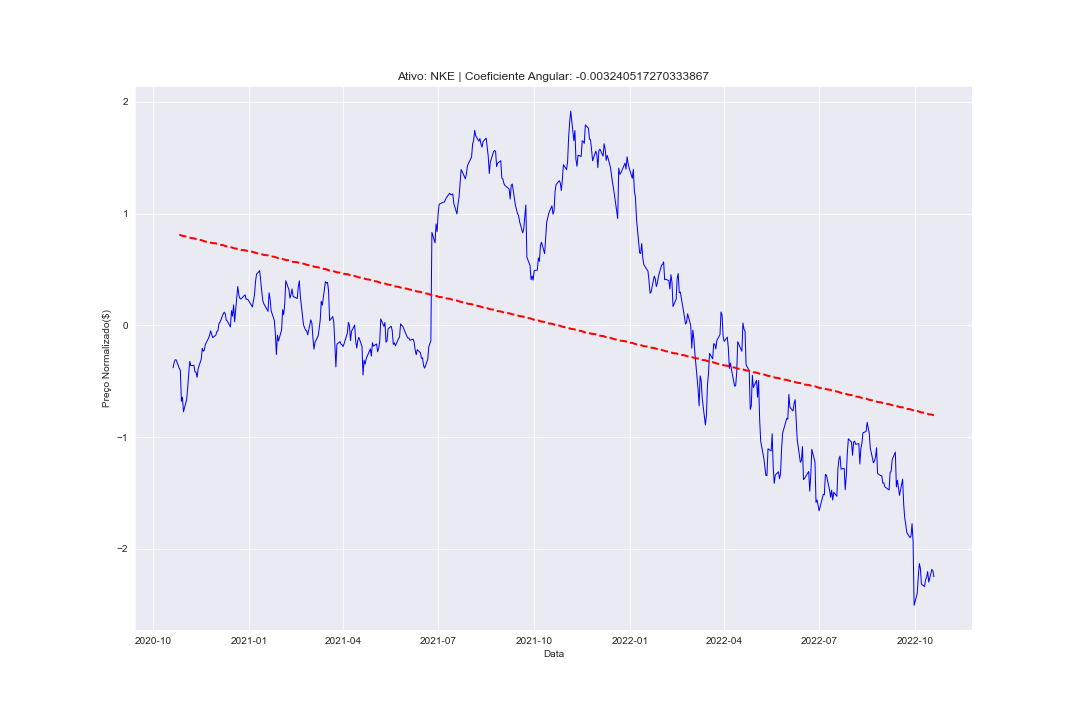 Ativo: NKE | Coeficiente Angular: -0.003240517270333867
2
1
0
−1
−2
Preço Normalizado($)
2020-10 2021-01 2021-04 2021-07 2021-10 2022-01 2022-04 2022-07 2022-10
Data